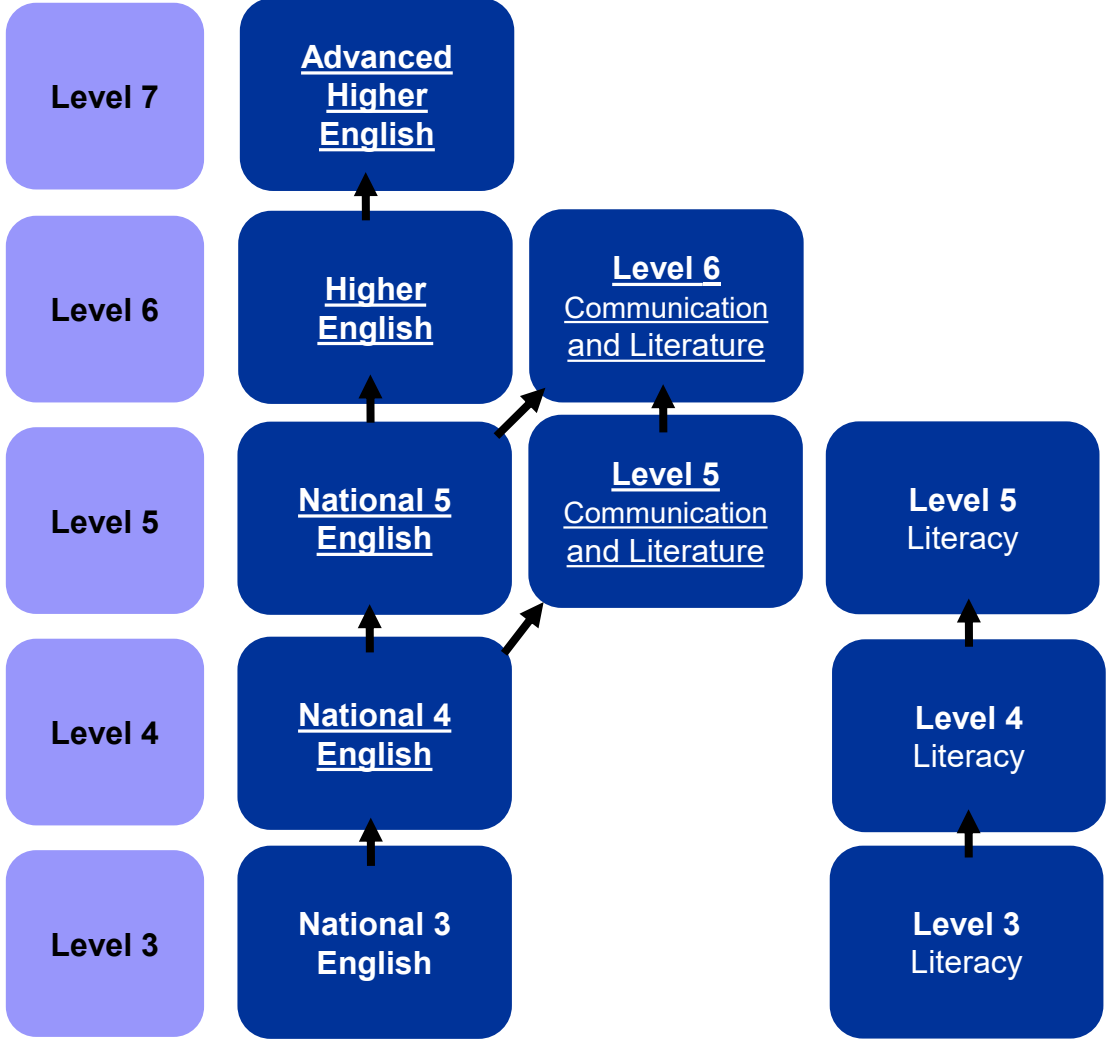 Level 7
Advanced
Higher
English
Level 6
Higher
English
Level 6
Communication
and Literature
Level 5
National 5
English
Level 5
Communication
and Literature
Level 5
Literacy
Level 4
National 4
English
Level 4
Literacy
Level 3
National 3
English
Level 3
Literacy